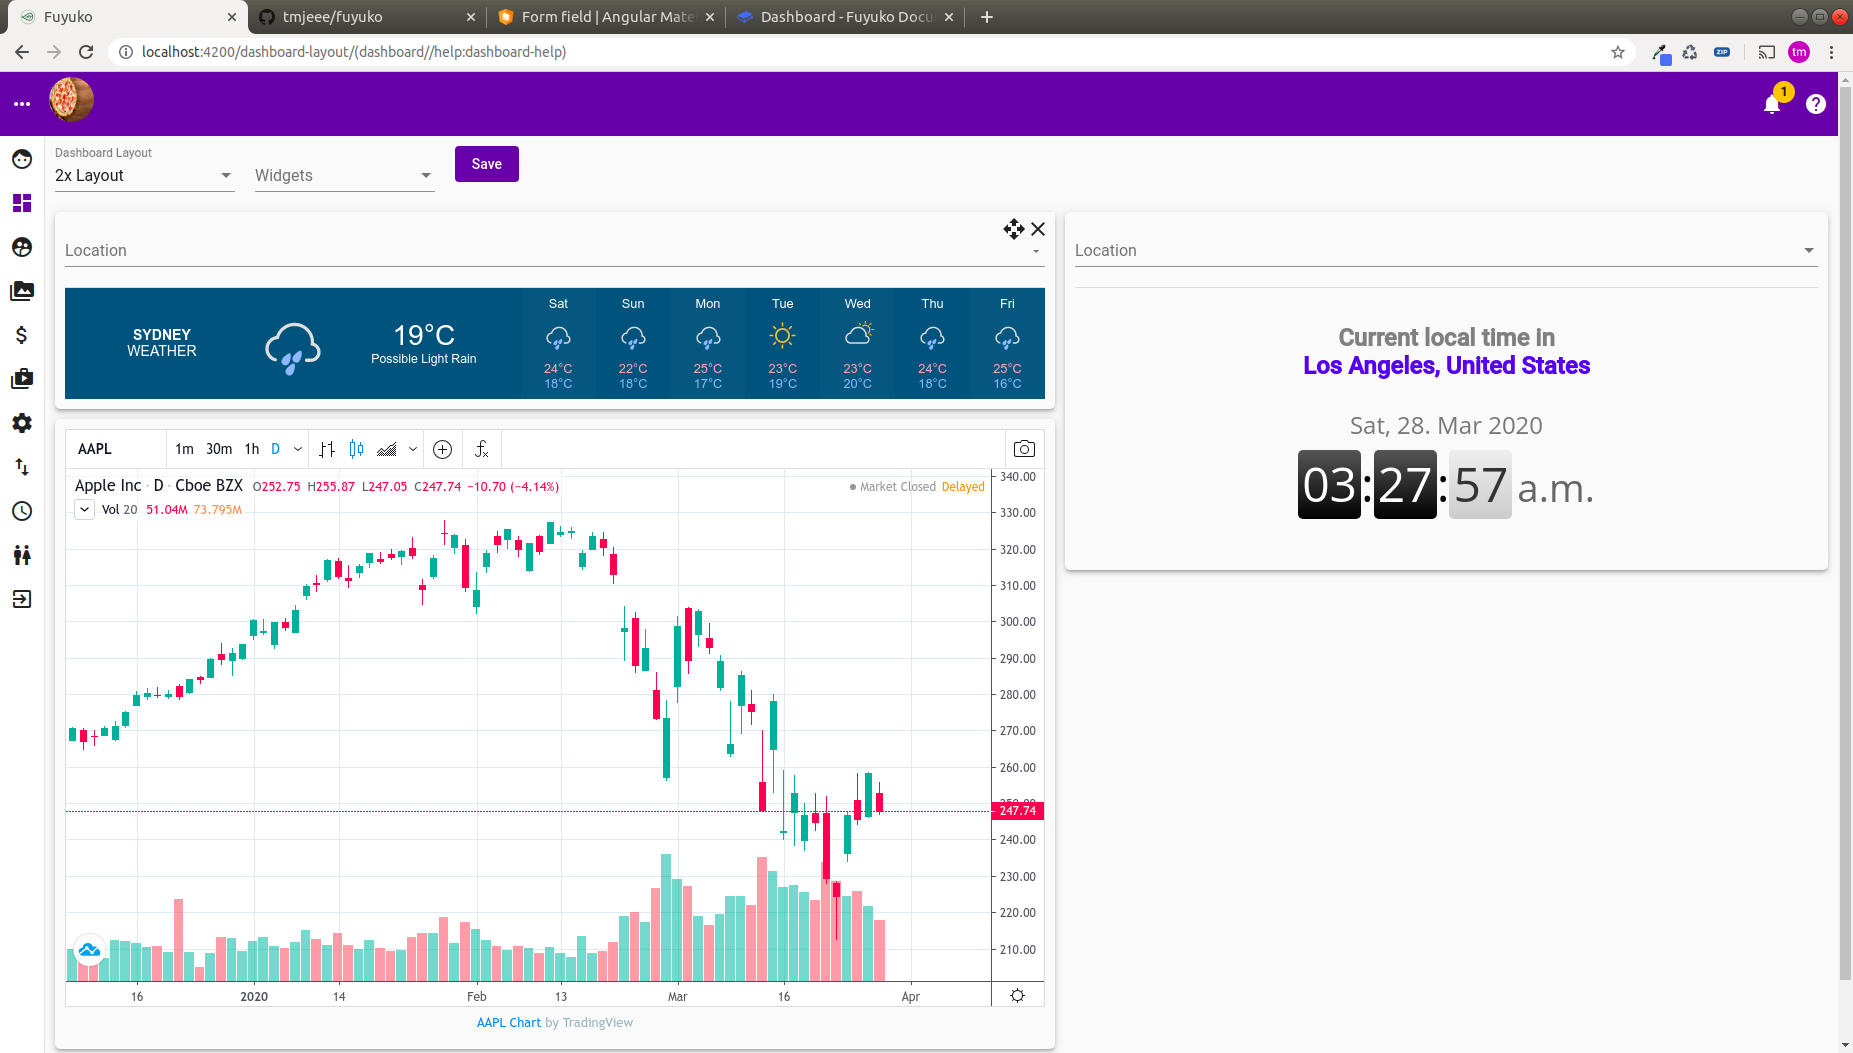 Fuyuko
tmjeee/fuyuko
Form field | Angular Mate
Dashboard - Fuyuko Docu
localhost:4200/dashboard-layout/(dashboard//help:dashboard-help)
ZIP
tm
1
Dashboard Layout
2x Layout
Widgets
Save
Location
SYDNEY
WEATHER
19°C
Possible Light Rain
Sat Sun Mon Tue Wed Thu Fri
24°C 22°C 25°C 23°C 23°C 24°C 25°C
18°C 18°C 17°C 19°C 20°C 18°C 16°C
Location
Current local time in
Los Angeles, United States
Sat, 28. Mar 2020
03:27:57 a.m.
AAPL 1m 30m 1h D
Apple Inc · D · Cboe BZX O252.75 H255.87 L247.05 C247.74 −10.70 (−4.14%)
Market Closed Delayed
Vol 20 51.04M 73.795M
340.00
330.00
320.00
310.00
300.00
290.00
280.00
270.00
260.00
250.00
247.74
240.00
230.00
220.00
210.00
16 2020 14 Feb 13 Mar 16 Apr
AAPL Chart by TradingView